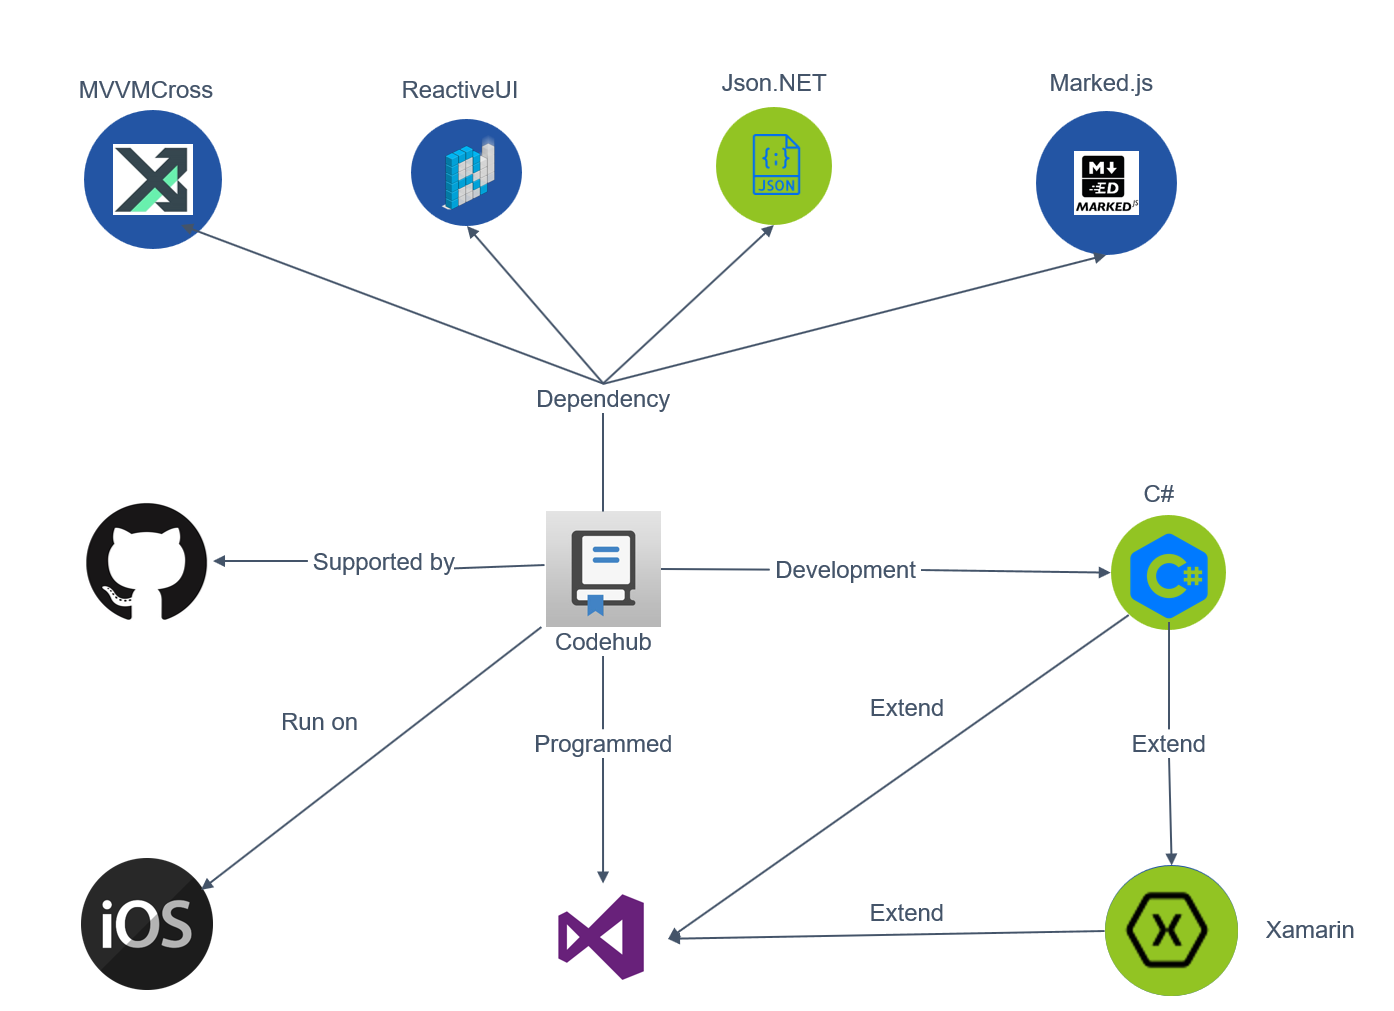 MVVMCross
ReactiveUI
Json.NET
Marked.js
{;}
JSON
M
ED
MARKED JS
Dependency
C#
Supported by
Development
C#
Codehub
Run on
Extend
Programmed
Extend
iOS
Extend
X
Xamarin